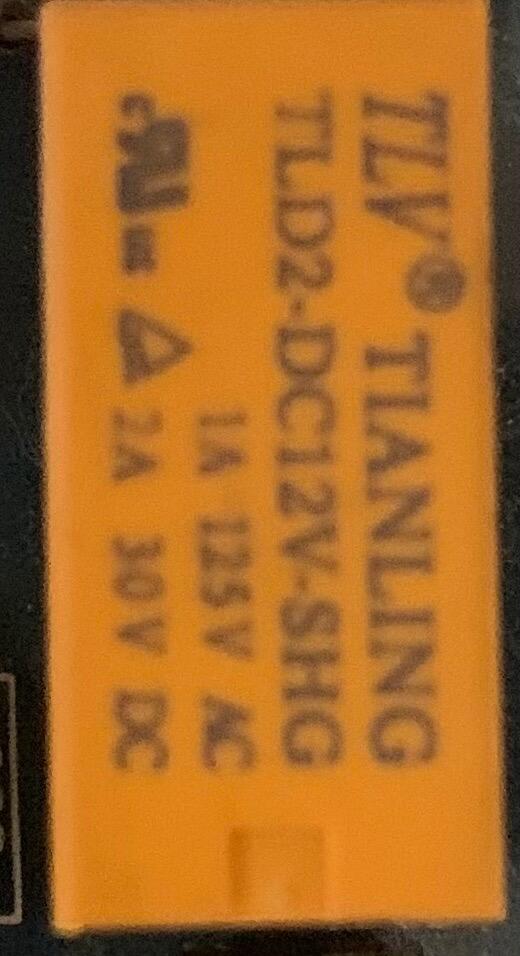 TLV® TIANLING
TLD2-DC12V-SHG
1A 125V AC
2A 30V DC